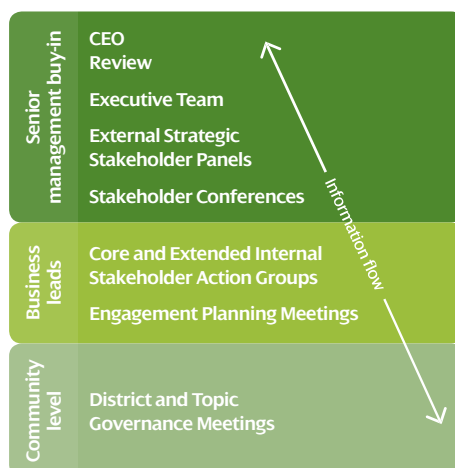 Senior
management buy-in
CEO
Review
Executive Team
External Strategic
Stakeholder Panels
Stakeholder Conferences
Information flow
Business
leads
Core and Extended Internal
Stakeholder Action Groups
Engagement Planning Meetings
Community
level
District and Topic
Governance Meetings